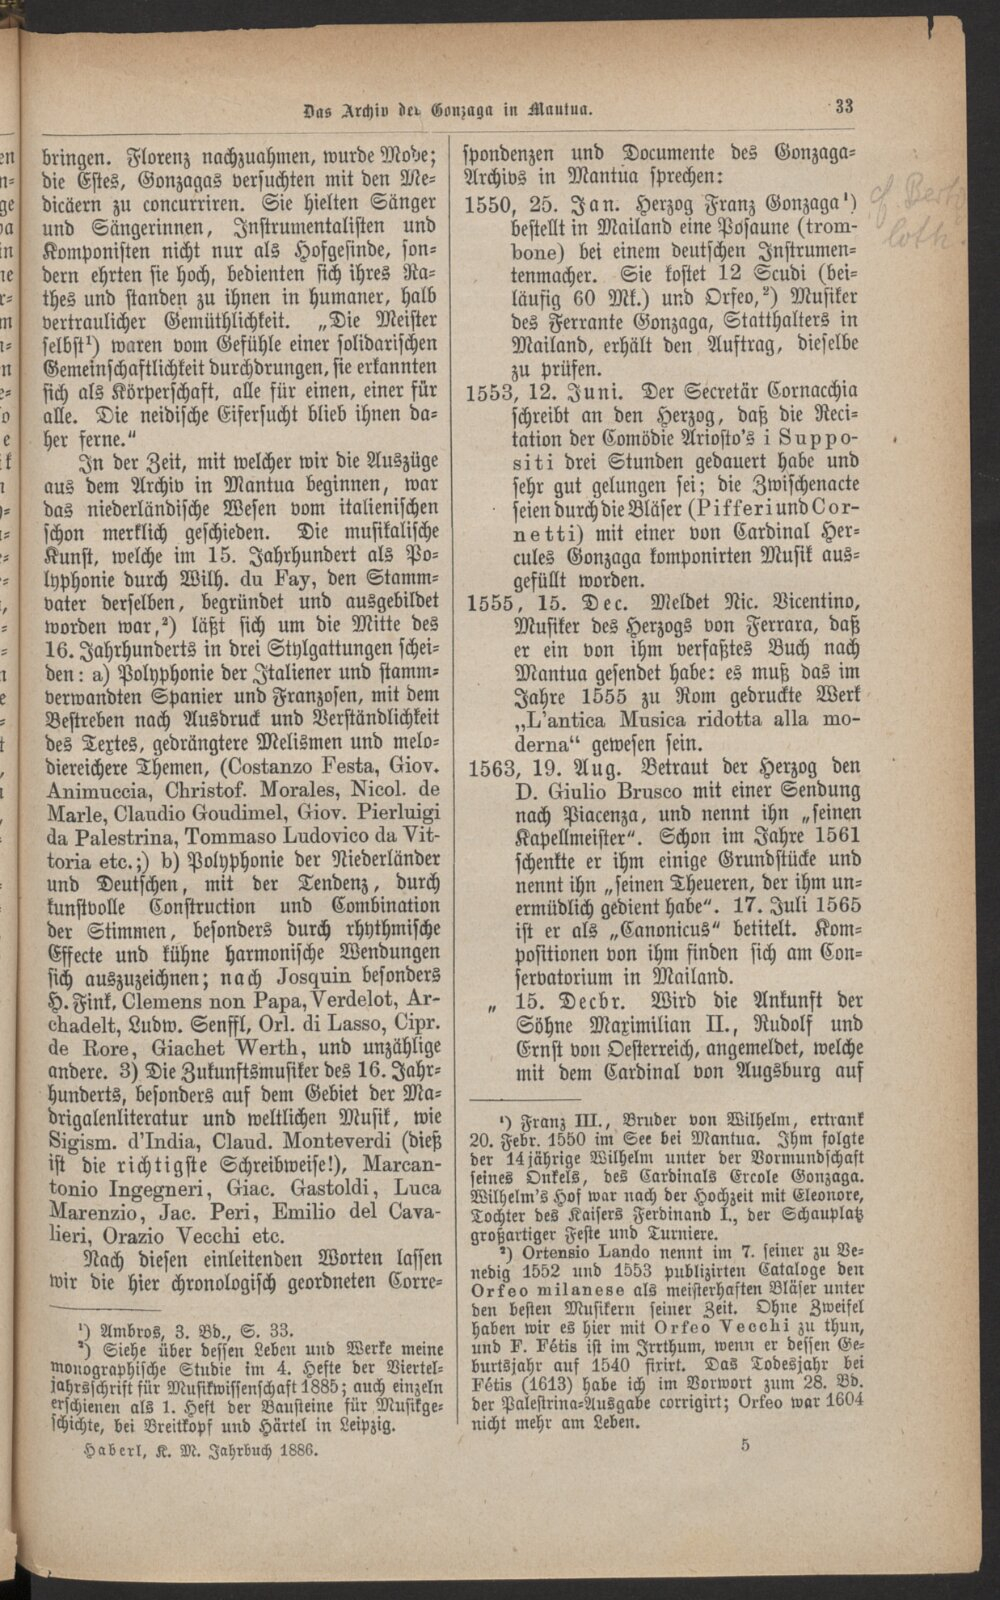 Das Archiv der Gonzaga in Mantua.
33
bringen. Florenz nachzuahmen, wurde Mode;
die Estes, Gonzagas versuchten mit den Me-
dicäern zu concurriren. Sie hielten Sänger
und Sängerinnen, Instrumentalisten und
Komponisten nicht nur als Hofgesinde, son-
dern ehrten sie hoch, bedienten sich ihres Ra-
thes und standen zu ihnen in humaner, halb
vertraulicher Gemüthlichkeit. „Die Meister
selbst¹) waren vom Gefühle einer solidarischen
Gemeinschaftlichkeit durchdrungen, sie erkannten
sich als Körperschaft, alle für einen, einer für
alle. Die neidische Eifersucht blieb ihnen da-
her ferne."
In der Zeit, mit welcher wir die Auszüge
aus dem Archiv in Mantua beginnen, war
das niederländische Wesen vom italienischen
schon merklich geschieden. Die musikalische
Kunst, welche im 15. Jahrhundert als Po-
lyphonie durch Wilh. du Fay, den Stamm-
vater derselben, begründet und ausgebildet
worden war,²) läßt sich um die Mitte des
16. Jahrhunderts in drei Stylgattungen schei-
den: a) Polyphonie der Italiener und stamm-
verwandten Spanier und Franzosen, mit dem
Bestreben nach Ausdruck und Verständlichkeit
des Textes, gedrängtere Melismen und melo-
diereichere Themen, (Costanzo Festa, Giov.
Animuccia, Christof. Morales, Nicol. de
Marle, Claudio Goudimel, Giov. Pierluigi
da Palestrina, Tommaso Ludovico da Vit-
toria etc.;) b) Polyphonie der Niederländer
und Deutschen, mit der Tendenz, durch
kunstvolle Construction und Combination
der Stimmen, besonders durch rhythmische
Effecte und kühne harmonische Wendungen
sich auszuzeichnen; nach Josquin besonders
H. Fink, Clemens non Papa, Verdelot, Ar-
chadelt, Ludw. Senffl, Orl. di Lasso, Cipr.
de Rore, Giachet Werth, und unzählige
andere. 3) Die Zukunftsmusiker des 16. Jahr-
hunderts, besonders auf dem Gebiet der Ma-
drigalenliteratur und weltlichen Musik, wie
Sigism. d'India, Claud. Monteverdi (dieß
ist die richtigste Schreibweise!), Marcan-
tonio Ingegneri, Giac. Gastoldi, Luca
Marenzio, Jac. Peri, Emilio del Cava-
lieri, Orazio Vecchi etc.
Nach diesen einleitenden Worten lassen
wir die hier chronologisch geordneten Corre-
¹) Ambros, 3. Bd., S. 33.
²) Siehe über dessen Leben und Werke meine
monographische Studie im 4. Hefte der Viertel-
jahrsschrift für Musikwissenschaft 1885; auch einzeln
erschienen als 1. Heft der Bausteine für Musikge-
schichte, bei Breitkopf und Härtel in Leipzig.
Haberl, K. M. Jahrbuch 1886.
spondenzen und Documente des Gonzaga-
Archivs in Mantua sprechen:
1550, 25. Jan. Herzog Franz Gonzaga¹)
bestellt in Mailand eine Posaune (trom-
bone) bei einem deutschen Instrumen-
tenmacher. Sie kostet 12 Scudi (bei-
läufig 60 Mk.) und Orfeo,²) Musiker
des Ferrante Gonzaga, Statthalters in
Mailand, erhält den Auftrag, dieselbe
zu prüfen.
1553, 12. Juni. Der Secretär Cornacchia
schreibt an den Herzog, daß die Reci-
tation der Comödie Ariosto's i Suppo-
siti drei Stunden gedauert habe und
sehr gut gelungen sei; die Zwischenacte
seien durch die Bläser (Pifferi und Cor-
netti) mit einer von Cardinal Her-
cules Gonzaga komponirten Musik aus-
gefüllt worden.
1555, 15. Dec. Meldet Nic. Vicentino,
Musiker des Herzogs von Ferrara, daß
er ein von ihm verfaßtes Buch nach
Mantua gesendet habe: es muß das im
Jahre 1555 zu Rom gedruckte Werk
„L'antica Musica ridotta alla mo-
derna“ gewesen sein.
1563, 19. Aug. Betraut der Herzog den
D. Giulio Brusco mit einer Sendung
nach Piacenza, und nennt ihn „seinen
Kapellmeister". Schon im Jahre 1561
schenkte er ihm einige Grundstücke und
nennt ihn „seinen Theueren, der ihm un-
ermüdlich gedient habe". 17. Juli 1565
ist er als „Canonicus" betitelt. Kom-
positionen von ihm finden sich am Con-
servatorium in Mailand.
„ 15. Decbr. Wird die Ankunft der
Söhne Maximilian II., Rudolf und
Ernst von Oesterreich, angemeldet, welche
mit dem Cardinal von Augsburg auf
¹) Franz III., Bruder von Wilhelm, ertrank
20. Febr. 1550 im See bei Mantua. Ihm folgte
der 14jährige Wilhelm unter der Vormundschaft
seines Onkels, des Cardinals Ercole Gonzaga.
Wilhelm's Hof war nach der Hochzeit mit Eleonore,
Tochter des Kaisers Ferdinand I., der Schauplatz
großartiger Feste und Turniere.
²) Ortensio Lando nennt im 7. seiner zu Ve-
nedig 1552 und 1553 publizirten Cataloge den
Orfeo milanese als meisterhaften Bläser unter
den besten Musikern seiner Zeit. Ohne Zweifel
haben wir es hier mit Orfeo Vecchi zu thun,
und F. Fétis ist im Irrthum, wenn er dessen Ge-
burtsjahr auf 1540 fixirt. Das Todesjahr bei
Fétis (1613) habe ich im Vorwort zum 28. Bd.
der Palestrina-Ausgabe corrigirt; Orfeo war 1604
nicht mehr am Leben.
5
cf. Berto
loth.